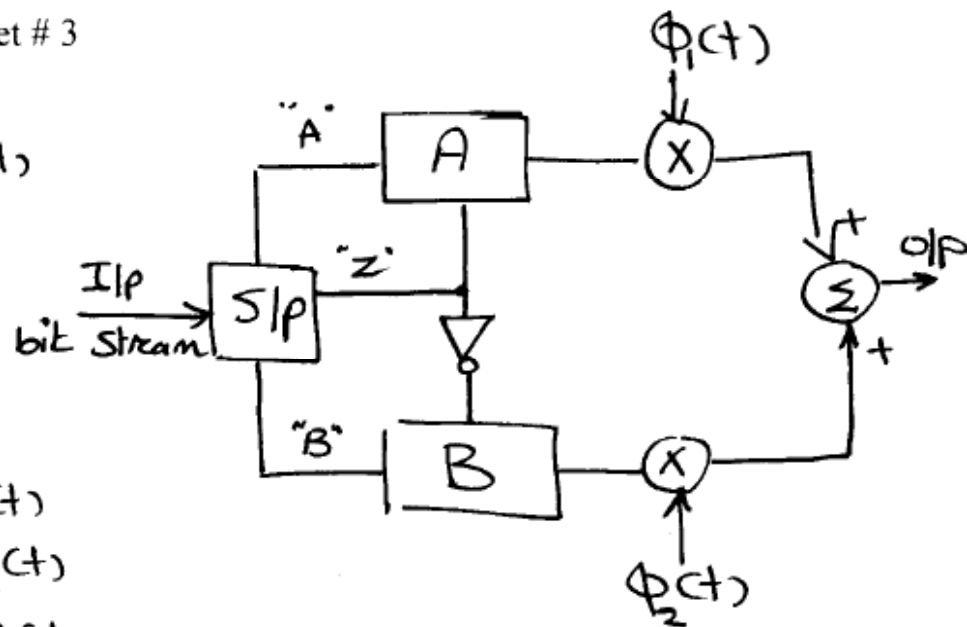 et # 3
ϕ₁(t)
"A"
A
X
t)
+
O/p
"Z"
I/p
S/p
Σ
bit Stream
+
"B"
B
X
(t)
(t)
ϕ₂(t)